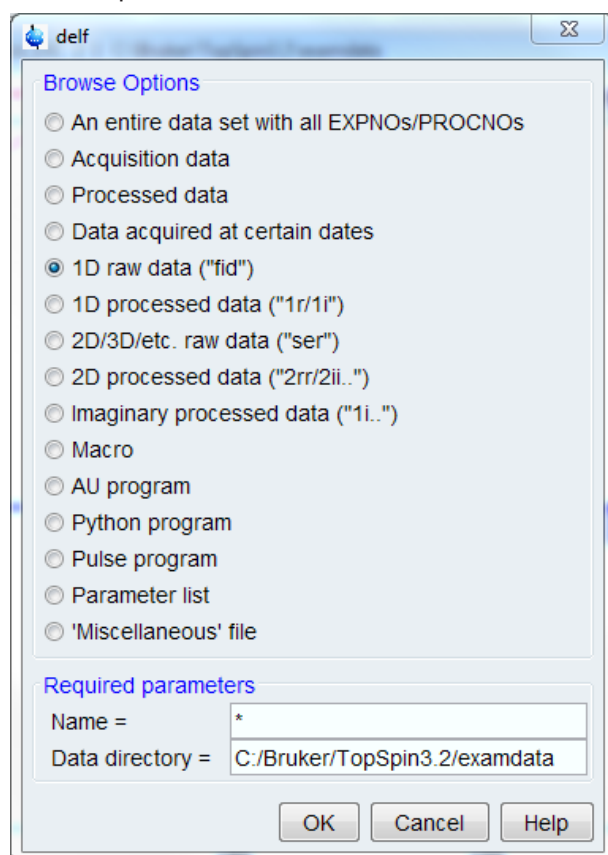 delf
Browse Options
An entire data set with all EXPNOs/PROCNOs
Acquisition data
Processed data
Data acquired at certain dates
1D raw data ("fid")
1D processed data ("1r/1i")
2D/3D/etc. raw data ("ser")
2D processed data ("2rr/2ii..")
Imaginary processed data ("1i..")
Macro
AU program
Python program
Pulse program
Parameter list
'Miscellaneous' file
Required parameters
Name = *
Data directory = C:/Bruker/TopSpin3.2/examdata
OK Cancel Help